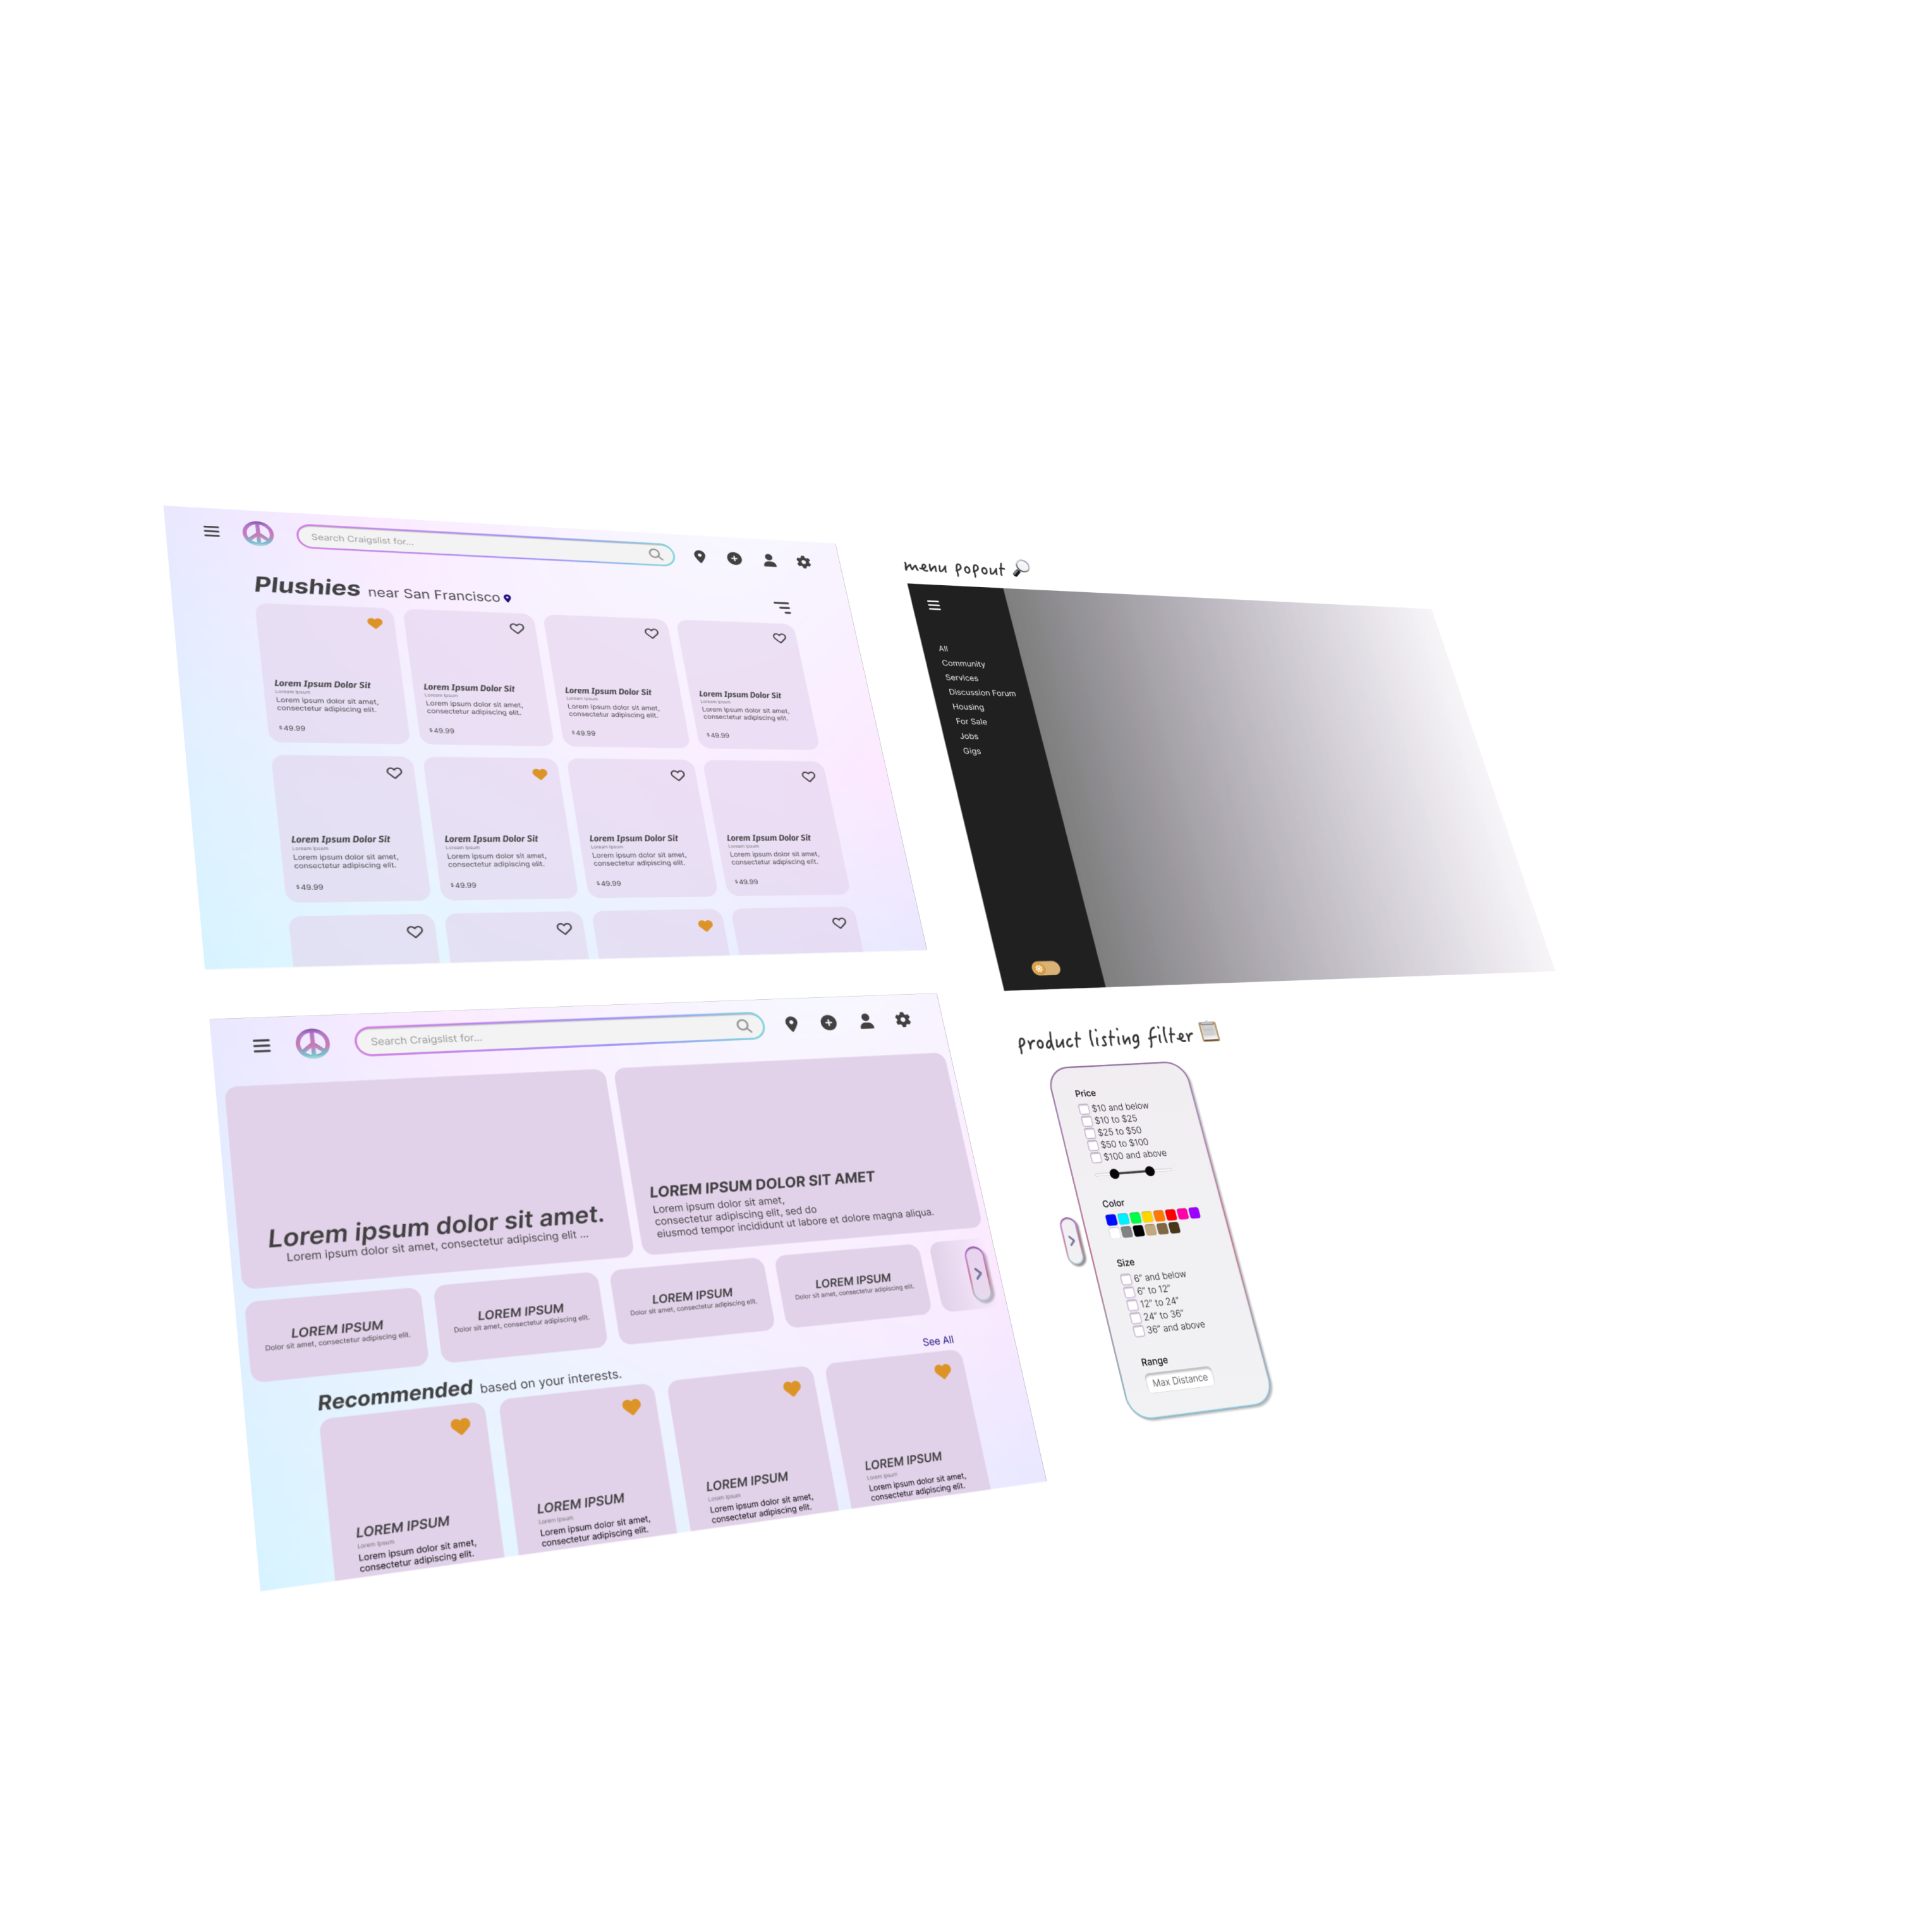 Search Craigslist for...
Plushies near San Francisco
Lorem Ipsum Dolor Sit
Lorem Ipsum
Lorem ipsum dolor sit amet,
consectetur adipiscing elit.
$49.99
Lorem Ipsum Dolor Sit
Lorem Ipsum
Lorem ipsum dolor sit amet,
consectetur adipiscing elit.
$49.99
Lorem Ipsum Dolor Sit
Lorem Ipsum
Lorem ipsum dolor sit amet,
consectetur adipiscing elit.
$49.99
Lorem Ipsum Dolor Sit
Lorem Ipsum
Lorem ipsum dolor sit amet,
consectetur adipiscing elit.
$49.99
Lorem Ipsum Dolor Sit
Lorem Ipsum
Lorem ipsum dolor sit amet,
consectetur adipiscing elit.
$49.99
Lorem Ipsum Dolor Sit
Lorem Ipsum
Lorem ipsum dolor sit amet,
consectetur adipiscing elit.
$49.99
Lorem Ipsum Dolor Sit
Lorem Ipsum
Lorem ipsum dolor sit amet,
consectetur adipiscing elit.
$49.99
Lorem Ipsum Dolor Sit
Lorem Ipsum
Lorem ipsum dolor sit amet,
consectetur adipiscing elit.
$49.99
menu popout
All
Community
Services
Discussion Forum
Housing
For Sale
Jobs
Gigs
Search Craigslist for...
Lorem ipsum dolor sit amet.
Lorem ipsum dolor sit amet, consectetur adipiscing elit ...
LOREM IPSUM DOLOR SIT AMET
Lorem ipsum dolor sit amet,
consectetur adipiscing elit, sed do
eiusmod tempor incididunt ut labore et dolore magna aliqua.
LOREM IPSUM
Dolor sit amet, consectetur adipiscing elit.
LOREM IPSUM
Dolor sit amet, consectetur adipiscing elit.
LOREM IPSUM
Dolor sit amet, consectetur adipiscing elit.
LOREM IPSUM
Dolor sit amet, consectetur adipiscing elit.
See All
Recommended based on your interests.
LOREM IPSUM
Lorem Ipsum
Lorem ipsum dolor sit amet,
consectetur adipiscing elit.
LOREM IPSUM
Lorem Ipsum
Lorem ipsum dolor sit amet,
consectetur adipiscing elit.
LOREM IPSUM
Lorem Ipsum
Lorem ipsum dolor sit amet,
consectetur adipiscing elit.
LOREM IPSUM
Lorem Ipsum
Lorem ipsum dolor sit amet,
consectetur adipiscing elit.
product listing filter
Price
$10 and below
$10 to $25
$25 to $50
$50 to $100
$100 and above
Color
Size
6" and below
6" to 12"
12" to 24"
24" to 36"
36" and above
Range
Max Distance